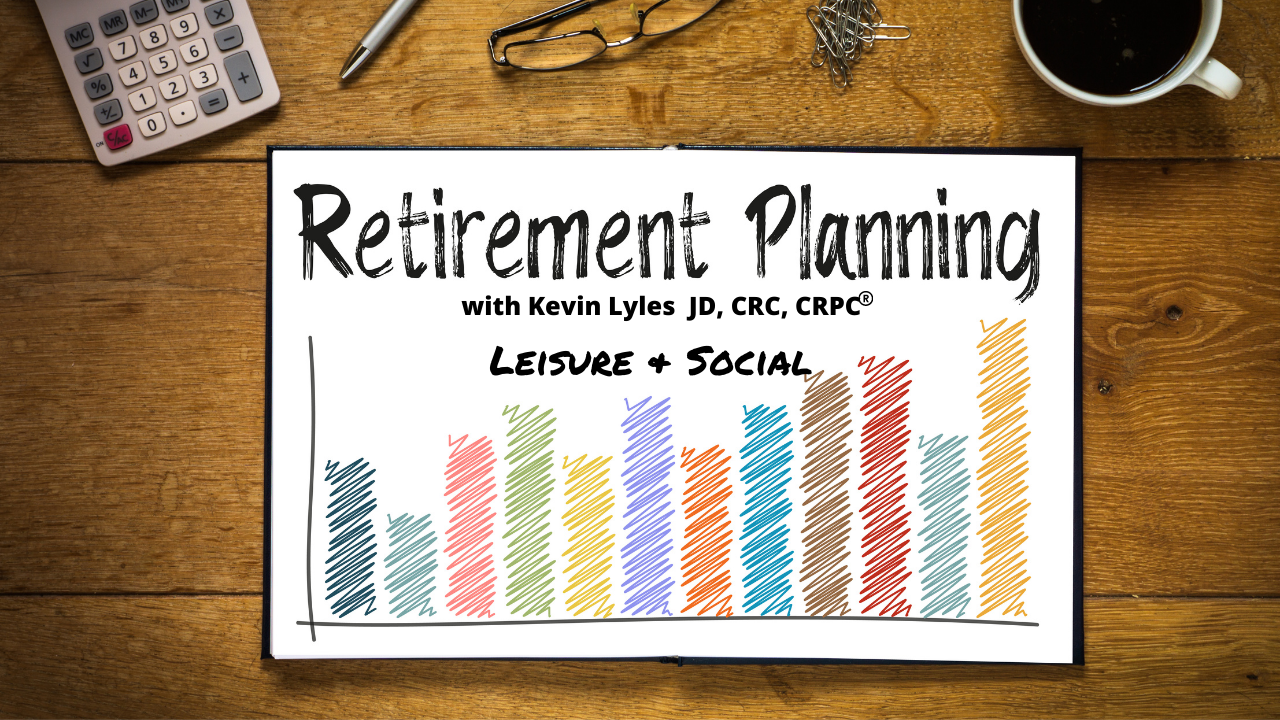 MC MR M- M+ ×
√ 7 8 9 −
% 4 5 6 +
+/- 1 2 3 =
ON C/AC 0 .
Retirement Planning
with Kevin Lyles JD, CRC, CRPC®
Leisure & Social